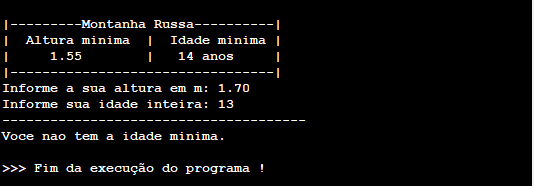 |---------Montanha Russa----------|
|  Altura minima  |  Idade minima |
|     1.55        |   14 anos     |
|---------------------------------|
Informe a sua altura em m: 1.70
Informe sua idade inteira: 13
--------------------------------------
Voce nao tem a idade minima.
>>> Fim da execução do programa !